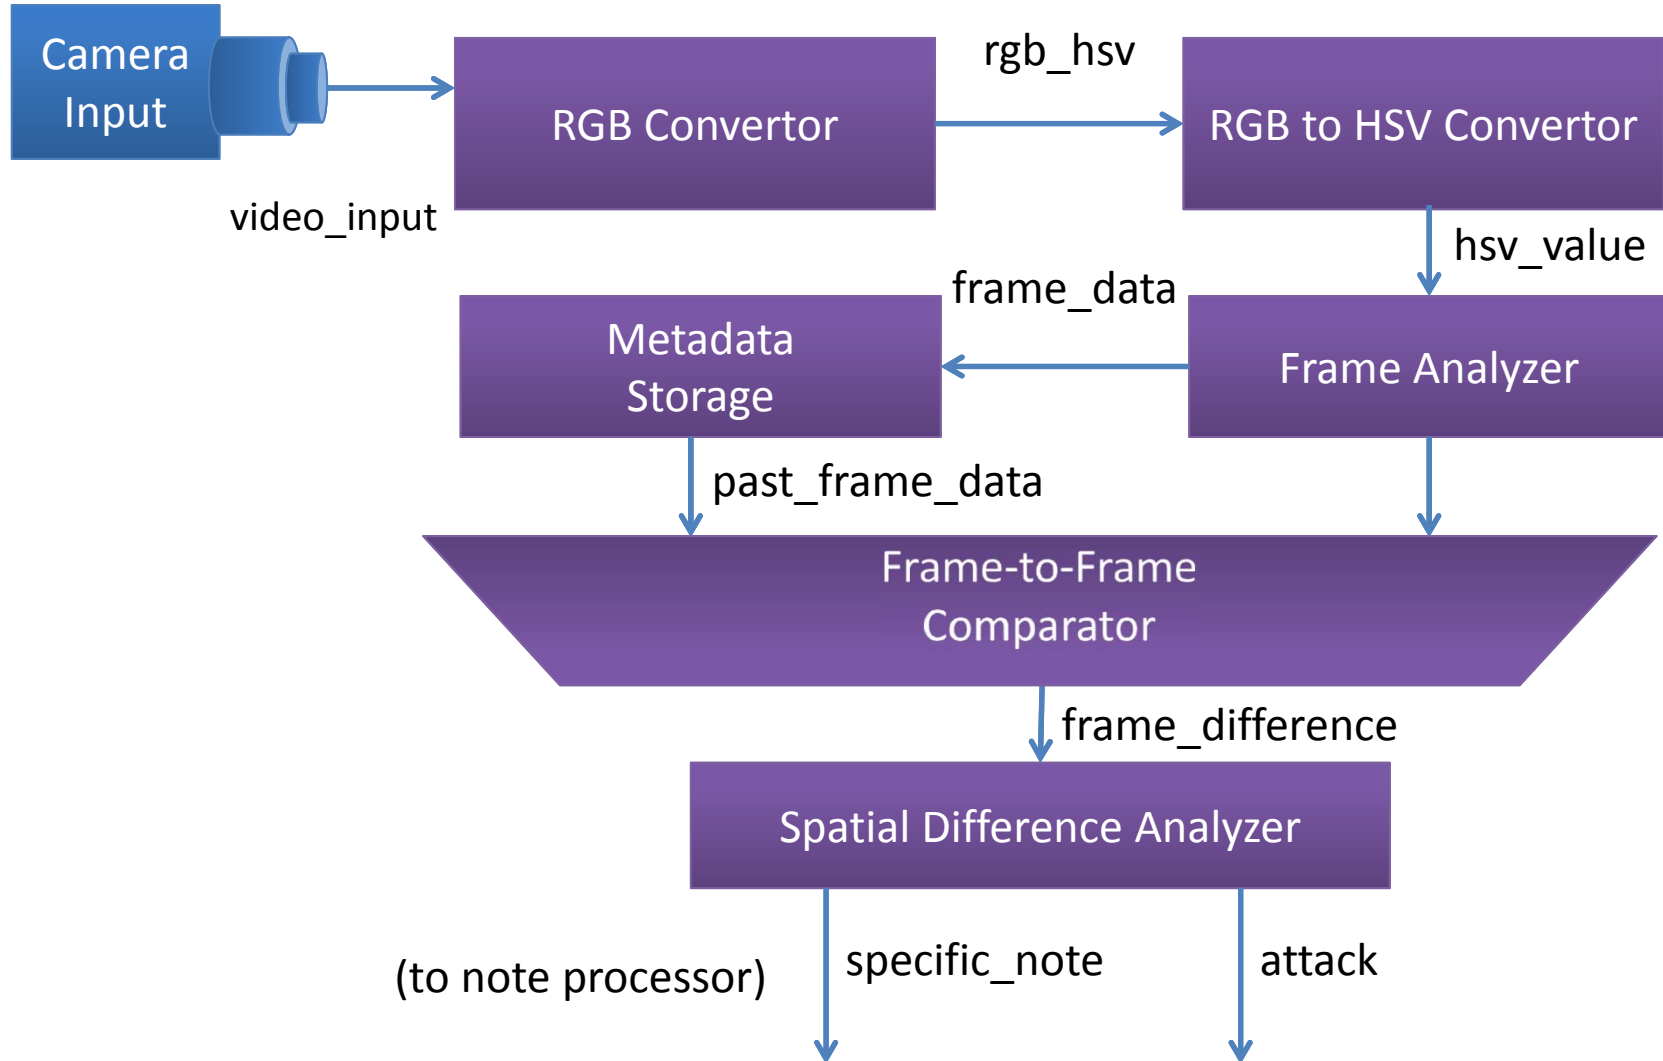 Camera
Input
video_input
RGB Convertor
rgb_hsv
RGB to HSV Convertor
hsv_value
frame_data
Metadata
Storage
Frame Analyzer
past_frame_data
Frame-to-Frame
Comparator
frame_difference
Spatial Difference Analyzer
(to note processor)
specific_note
attack